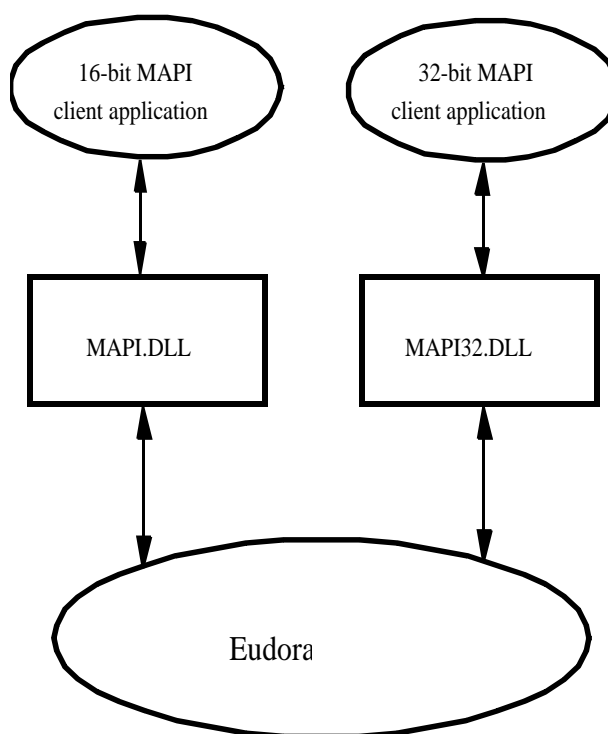 16-bit MAPI
client application
32-bit MAPI
client application
MAPI.DLL
MAPI32.DLL
Eudora